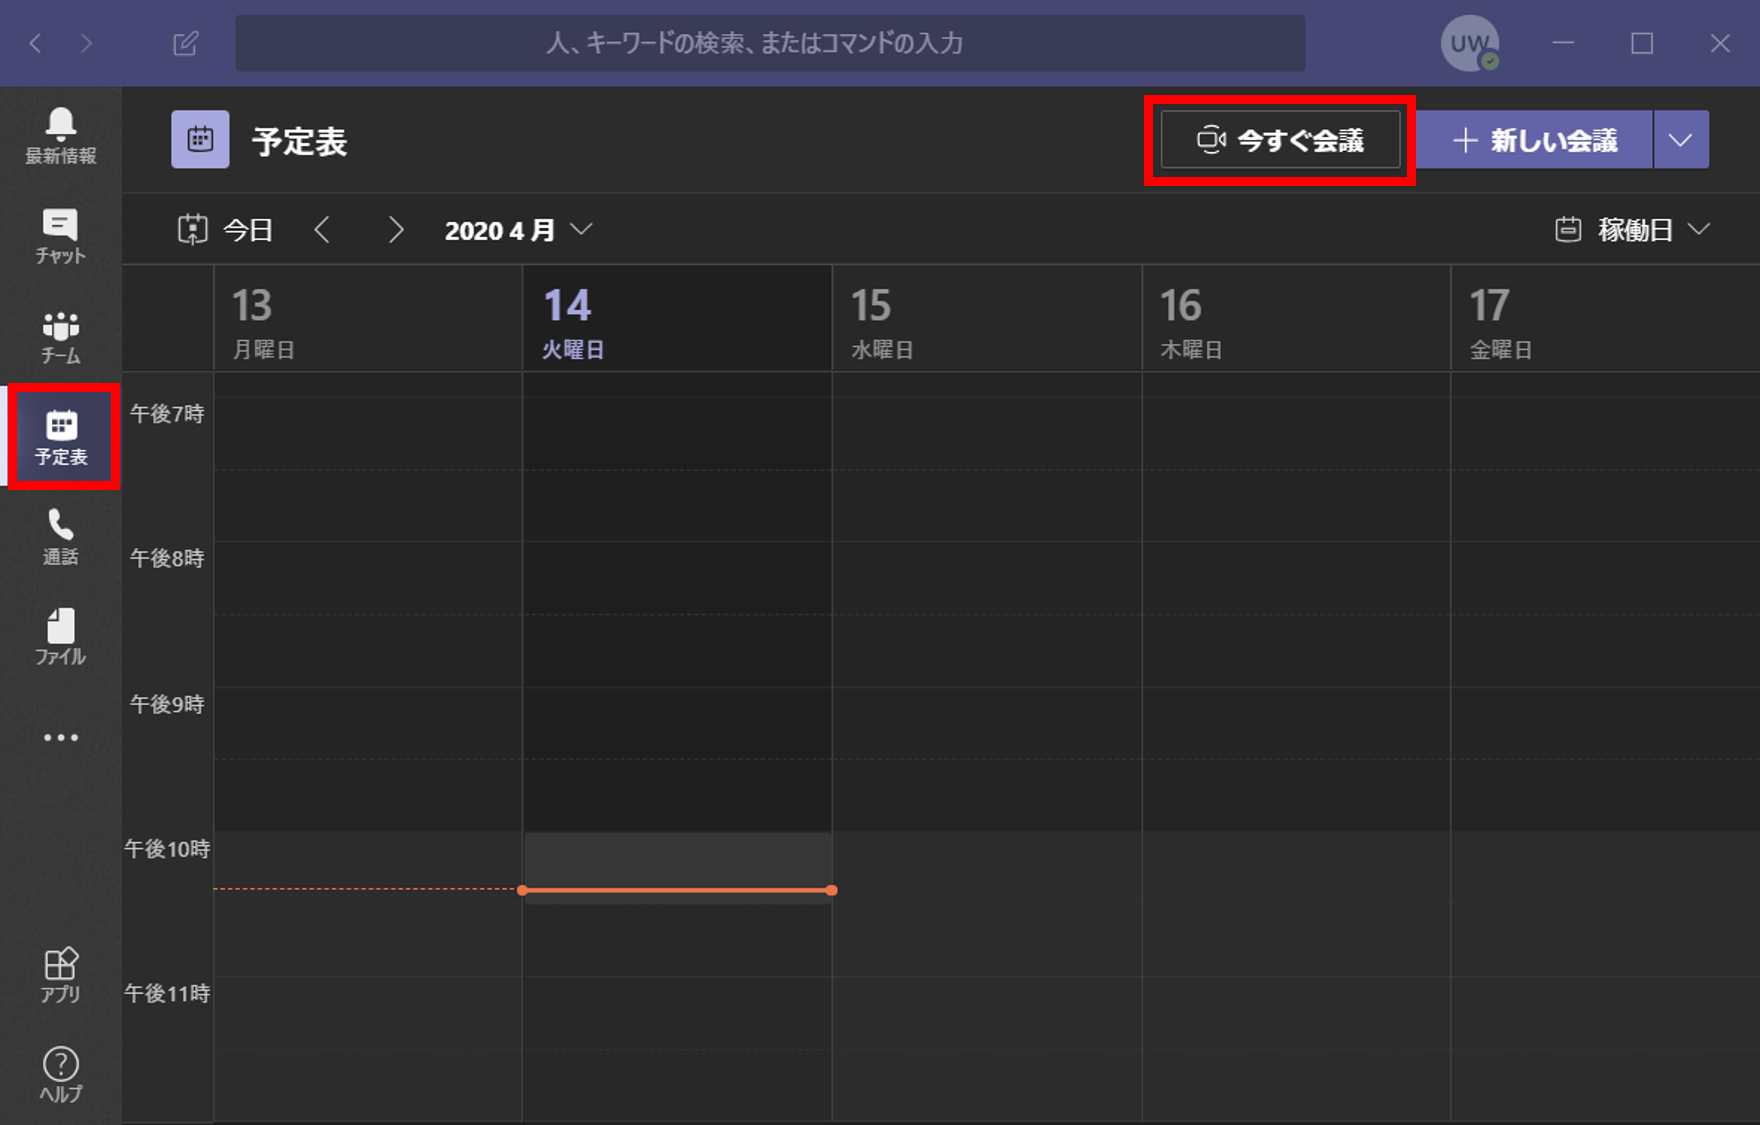 人、キーワードの検索、またはコマンドの入力
UW
最新情報
チャット
チーム
予定表
通話
ファイル
アプリ
ヘルプ
予定表
今すぐ会議
新しい会議
今日
2020 4 月
稼働日
13
月曜日
14
火曜日
15
水曜日
16
木曜日
17
金曜日
午後7時
午後8時
午後9時
午後10時
午後11時